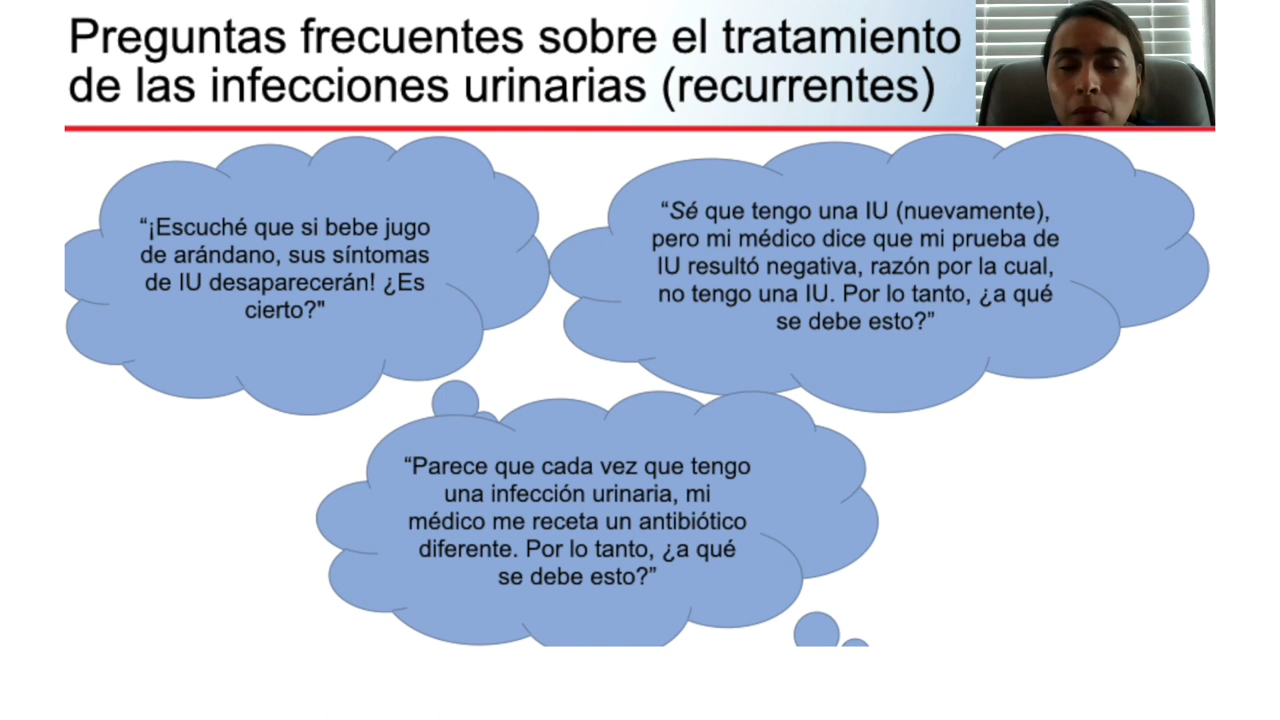 Preguntas frecuentes sobre el tratamiento
de las infecciones urinarias (recurrentes)
“¡Escuché que si bebe jugo
de arándano, sus síntomas
de IU desaparecerán! ¿Es
cierto?"
“Sé que tengo una IU (nuevamente),
pero mi médico dice que mi prueba de
IU resultó negativa, razón por la cual,
no tengo una IU. Por lo tanto, ¿a qué
se debe esto?”
“Parece que cada vez que tengo
una infección urinaria, mi
médico me receta un antibiótico
diferente. Por lo tanto, ¿a qué
se debe esto?”